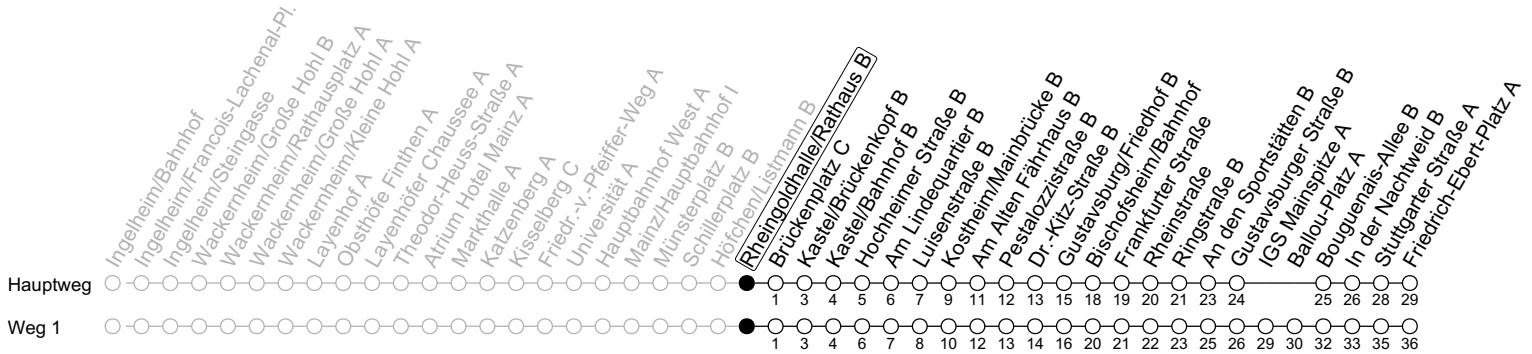 Ingelheim/Bahnhof
Ingelheim/Francois-Lachenal-Pl.
Ingelheim/Steingasse
Wackernheim/Große Hohl B
Wackernheim/Rathausplatz A
Wackernheim/Große Hohl A
Wackernheim/Kleine Hohl A
Layenhof A
Obsthöfe Finthen A
Layenhöfer Chaussee A
Theodor-Heuss-Straße A
Atrium Hotel Mainz A
Markthalle A
Katzenberg A
Kisselberg C
Friedr.-v.-Pfeiffer-Weg A
Universität A
Hauptbahnhof West A
Mainz/Hauptbahnhof I
Münsterplatz B
Schillerplatz B
Höfchen/Listmann B
Rheingoldhalle/Rathaus B
Brückenplatz C
Kastel/Brückenkopf B
Kastel/Bahnhof B
Hochheimer Straße B
Am Lindequartier B
Luisenstraße B
Kostheim/Mainbrücke B
Am Alten Fährhaus B
Pestalozzistraße B
Dr.-Kitz-Straße B
Gustavsburg/Friedhof B
Bischofsheim/Bahnhof
Frankfurter Straße
Rheinstraße
Ringstraße B
An den Sportstätten B
Gustavsburger Straße B
IGS Mainspitze A
Ballou-Platz A
Bouguenais-Allee B
In der Nachtweid B
Stuttgarter Straße A
Friedrich-Ebert-Platz A
Hauptweg
1 3 4 5 6 7 9 11 12 13 15 18 19 20 21 23 24 25 26 28 29
Weg 1
1 3 4 6 7 8 10 12 13 14 16 20 21 22 23 25 26 29 30 32 33 35 36